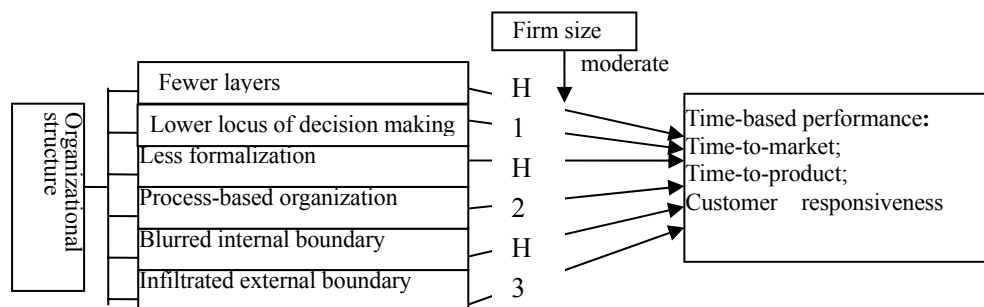 Firm size
moderate
Organizational
structure
Fewer layers
Lower locus of decision making
Less formalization
Process-based organization
Blurred internal boundary
Infiltrated external boundary
H
1
H
2
H
3
Time-based performance:
Time-to-market;
Time-to-product;
Customer responsiveness